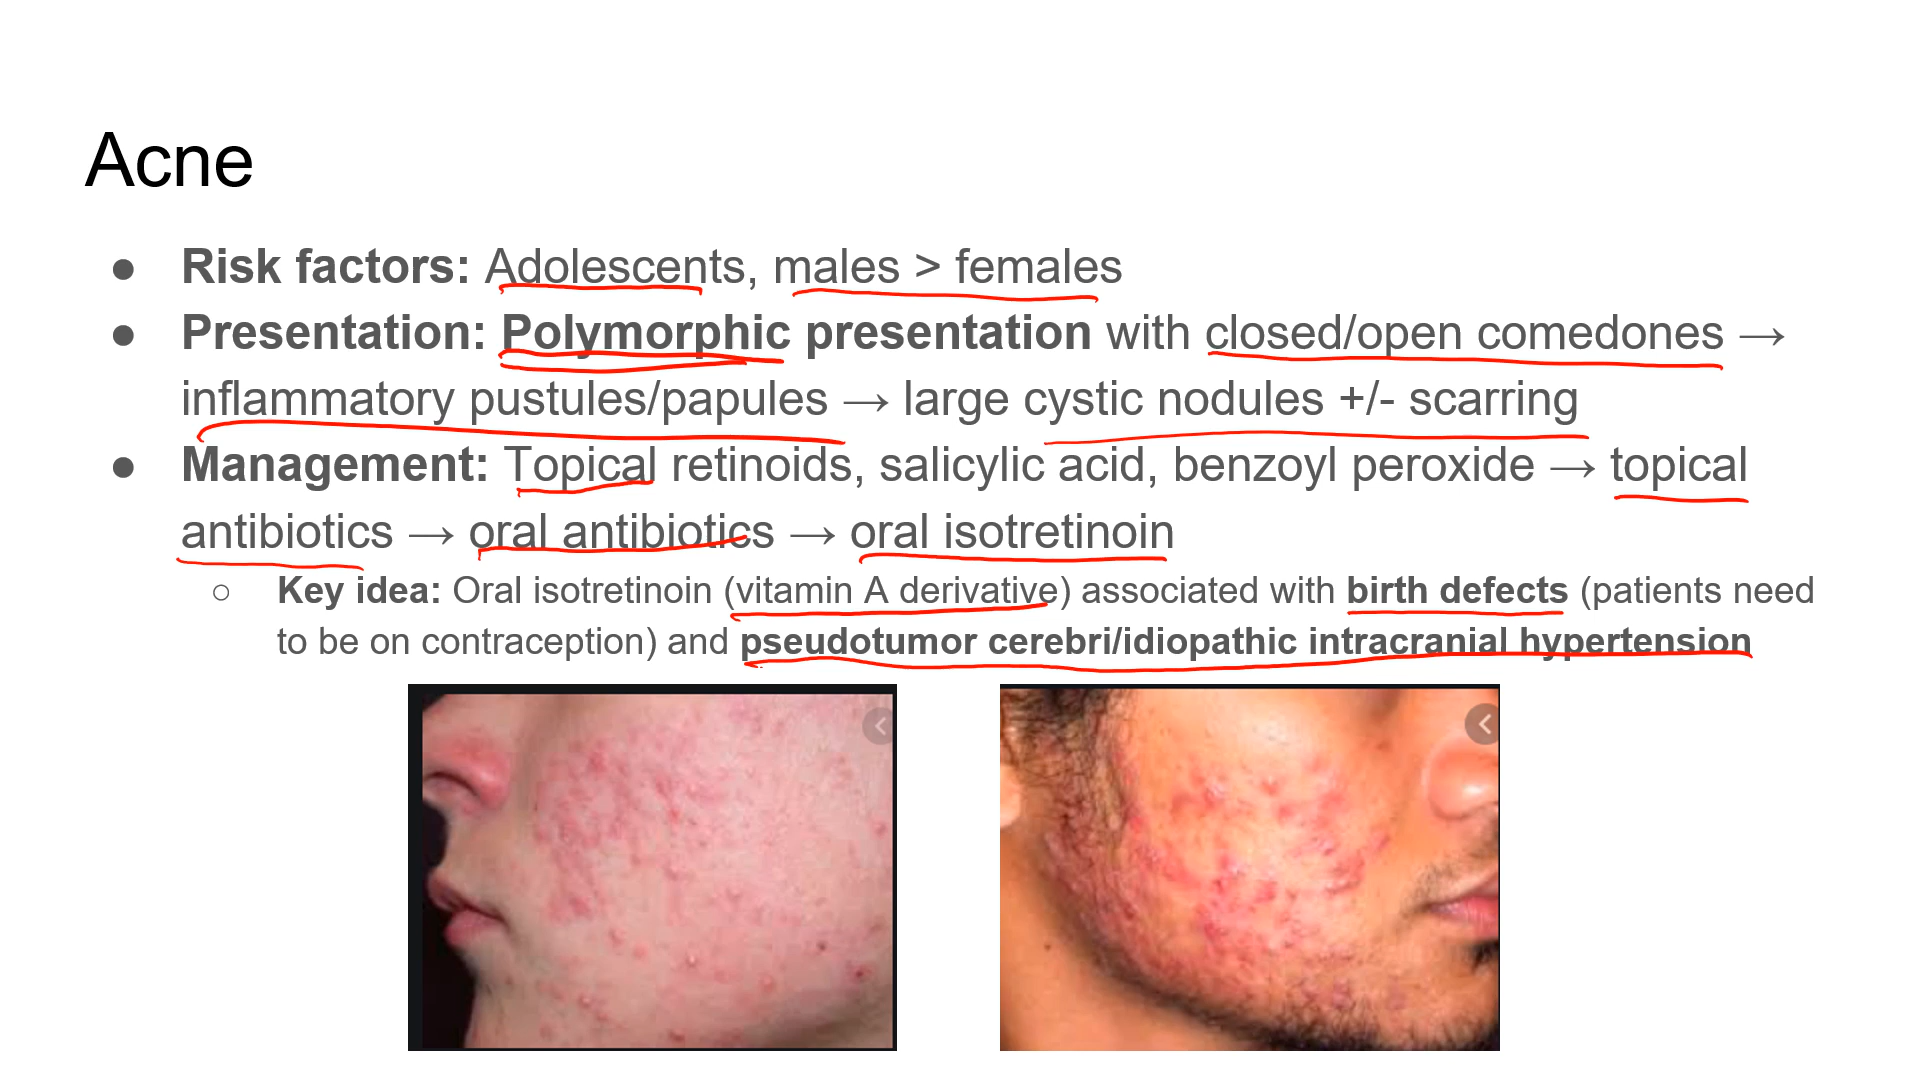 Acne
● Risk factors: Adolescents, males > females
● Presentation: Polymorphic presentation with closed/open comedones →
inflammatory pustules/papules → large cystic nodules +/- scarring
● Management: Topical retinoids, salicylic acid, benzoyl peroxide → topical
antibiotics → oral antibiotics → oral isotretinoin
○ Key idea: Oral isotretinoin (vitamin A derivative) associated with birth defects (patients need
to be on contraception) and pseudotumor cerebri/idiopathic intracranial hypertension